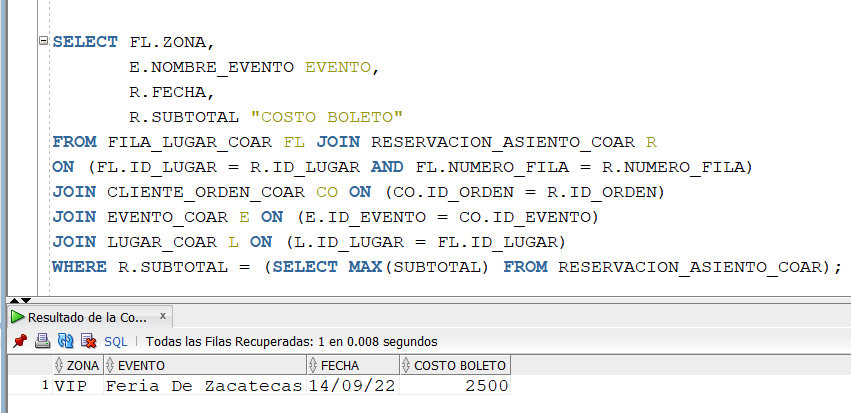 SELECT FL.ZONA,
E.NOMBRE_EVENTO EVENTO,
R.FECHA,
R.SUBTOTAL "COSTO BOLETO"
FROM FILA_LUGAR_COAR FL JOIN RESERVACION_ASIENTO_COAR R
ON (FL.ID_LUGAR = R.ID_LUGAR AND FL.NUMERO_FILA = R.NUMERO_FILA)
JOIN CLIENTE_ORDEN_COAR CO ON (CO.ID_ORDEN = R.ID_ORDEN)
JOIN EVENTO_COAR E ON (E.ID_EVENTO = CO.ID_EVENTO)
JOIN LUGAR_COAR L ON (L.ID_LUGAR = FL.ID_LUGAR)
WHERE R.SUBTOTAL = (SELECT MAX(SUBTOTAL) FROM RESERVACION_ASIENTO_COAR);
Resultado de la Co... x
SQL | Todas las Filas Recuperadas: 1 en 0.008 segundos
ZONA EVENTO FECHA COSTO BOLETO
1 VIP Feria De Zacatecas 14/09/22 2500